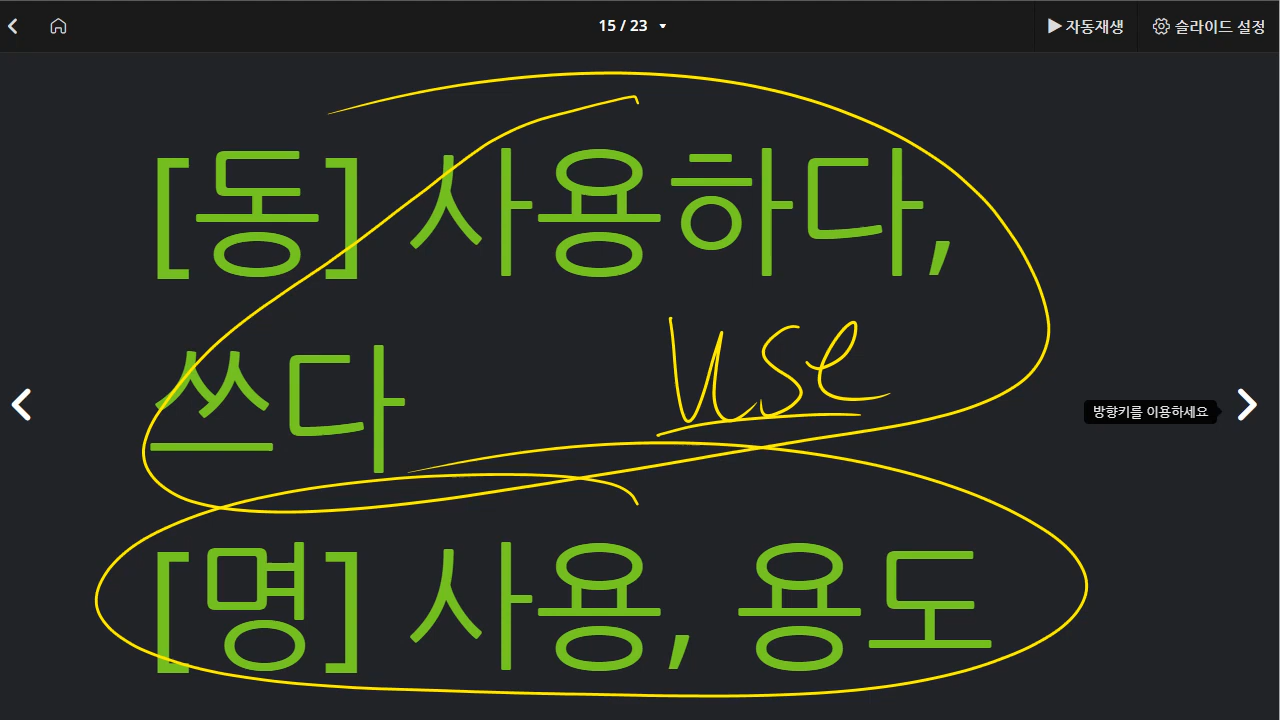 15 / 23
자동재생
슬라이드 설정
[동] 사용하다,
쓰다
use
방향키를 이용하세요
[명] 사용, 용도